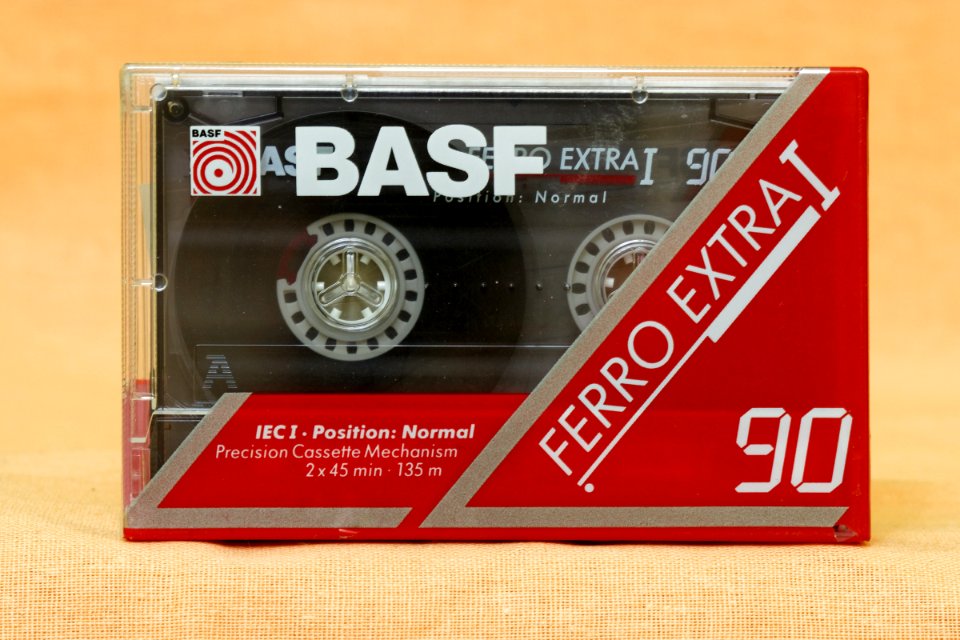 BASF
BASF
FERRO EXTRA I 90
Position: Normal
FERRO EXTRA I
A
IEC I · Position: Normal
Precision Cassette Mechanism
2 x 45 min · 135 m
90